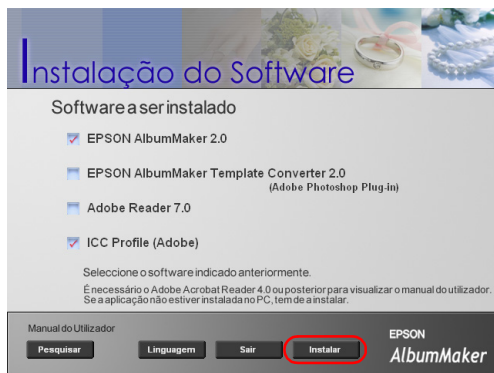 Instalação do Software
Software a ser instalado
EPSON AlbumMaker 2.0
EPSON AlbumMaker Template Converter 2.0
(Adobe Photoshop Plug-in)
Adobe Reader 7.0
ICC Profile (Adobe)
Seleccione o software indicado anteriormente.
É necessário o Adobe Acrobat Reader 4.0 ou posterior para visualizar o manual do utilizador.
Se a aplicação não estiver instalada no PC, tem de a instalar.
Manual do Utilizador
Pesquisar
Linguagem
Sair
Instalar
EPSON
AlbumMaker